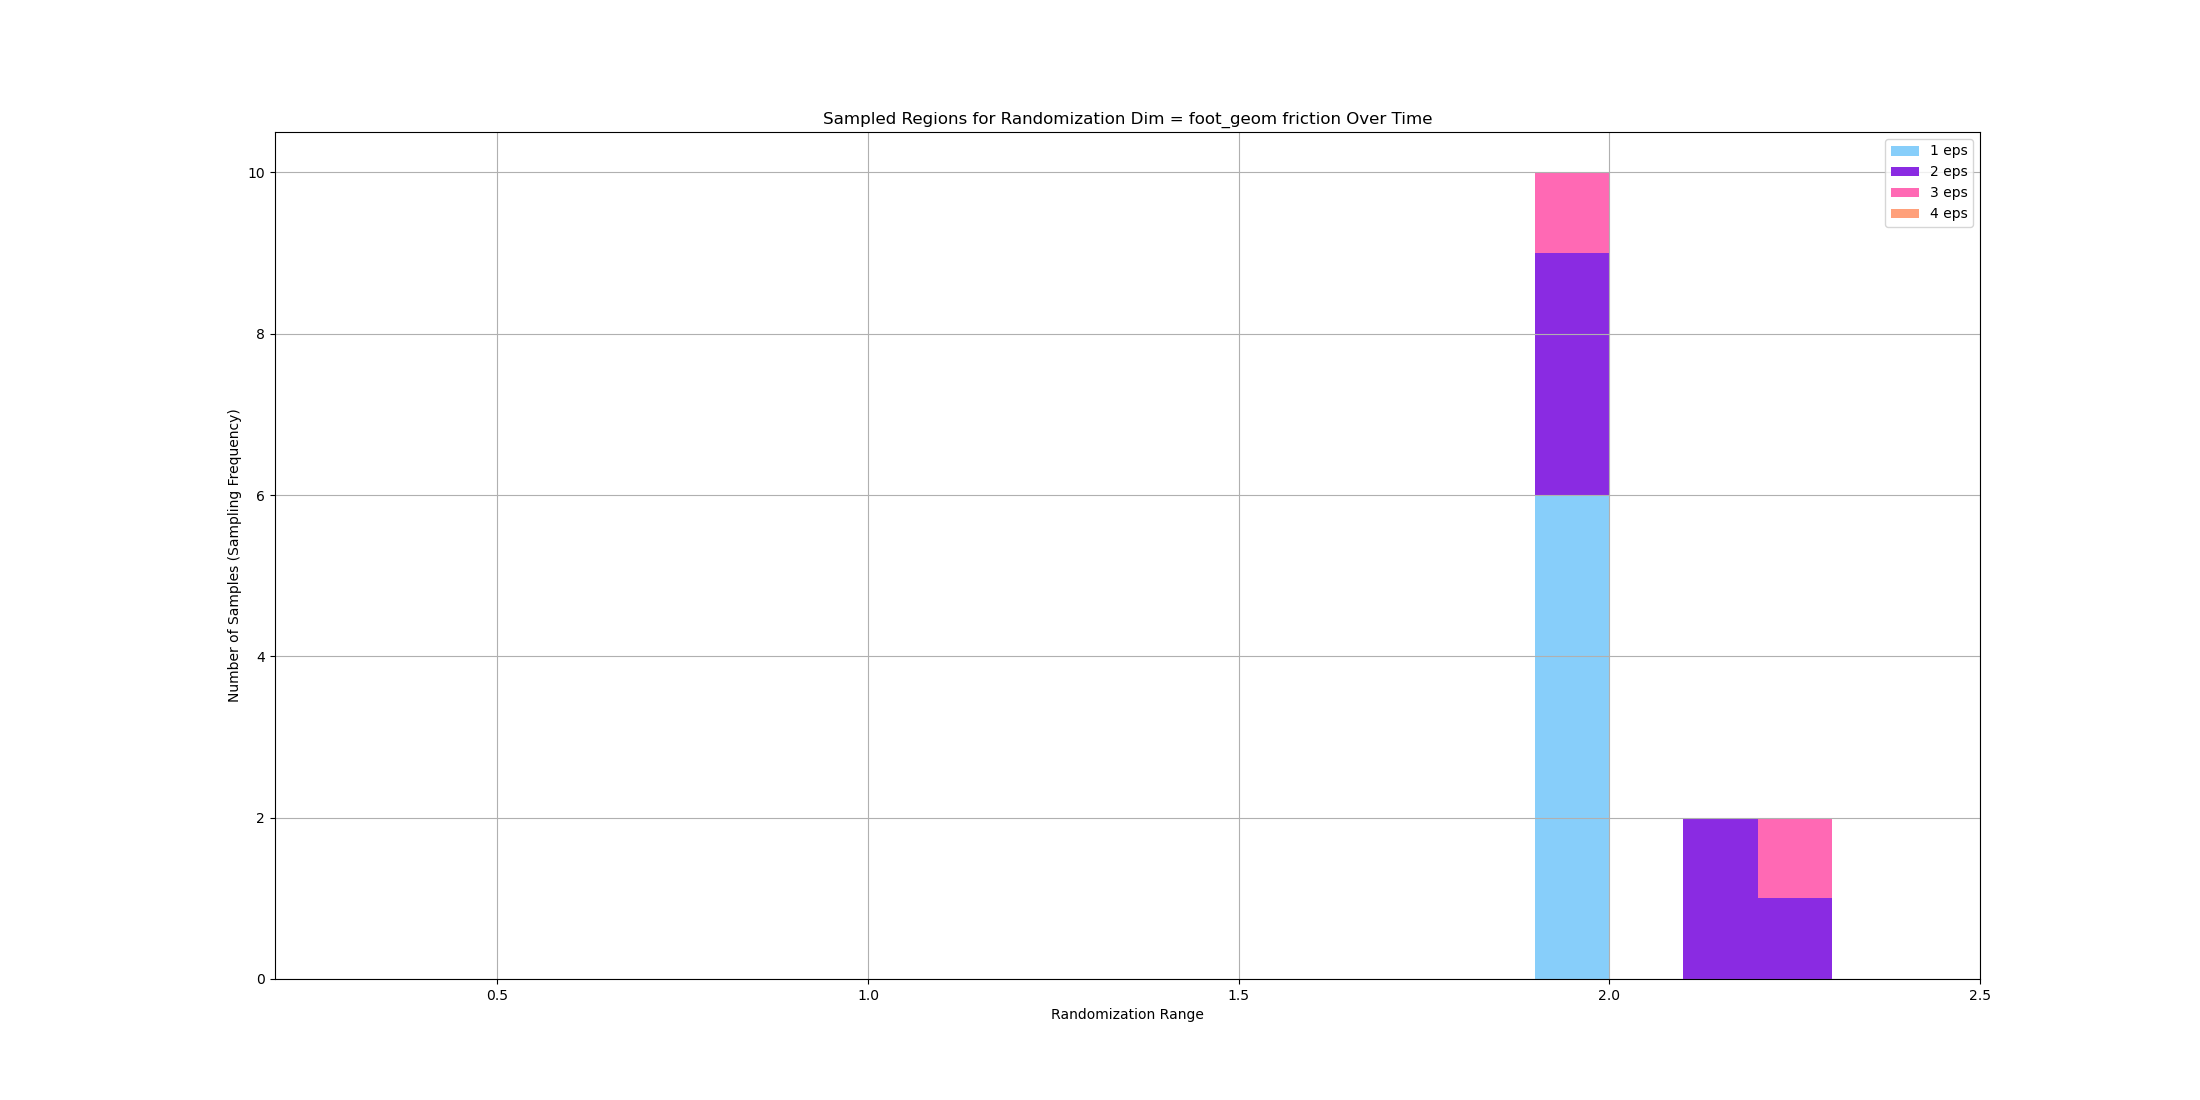 Sampled Regions for Randomization Dim = foot_geom friction Over Time
1 eps
2 eps
3 eps
4 eps
Number of Samples (Sampling Frequency)
10
8
6
4
2
0
0.5 1.0 1.5 2.0 2.5
Randomization Range